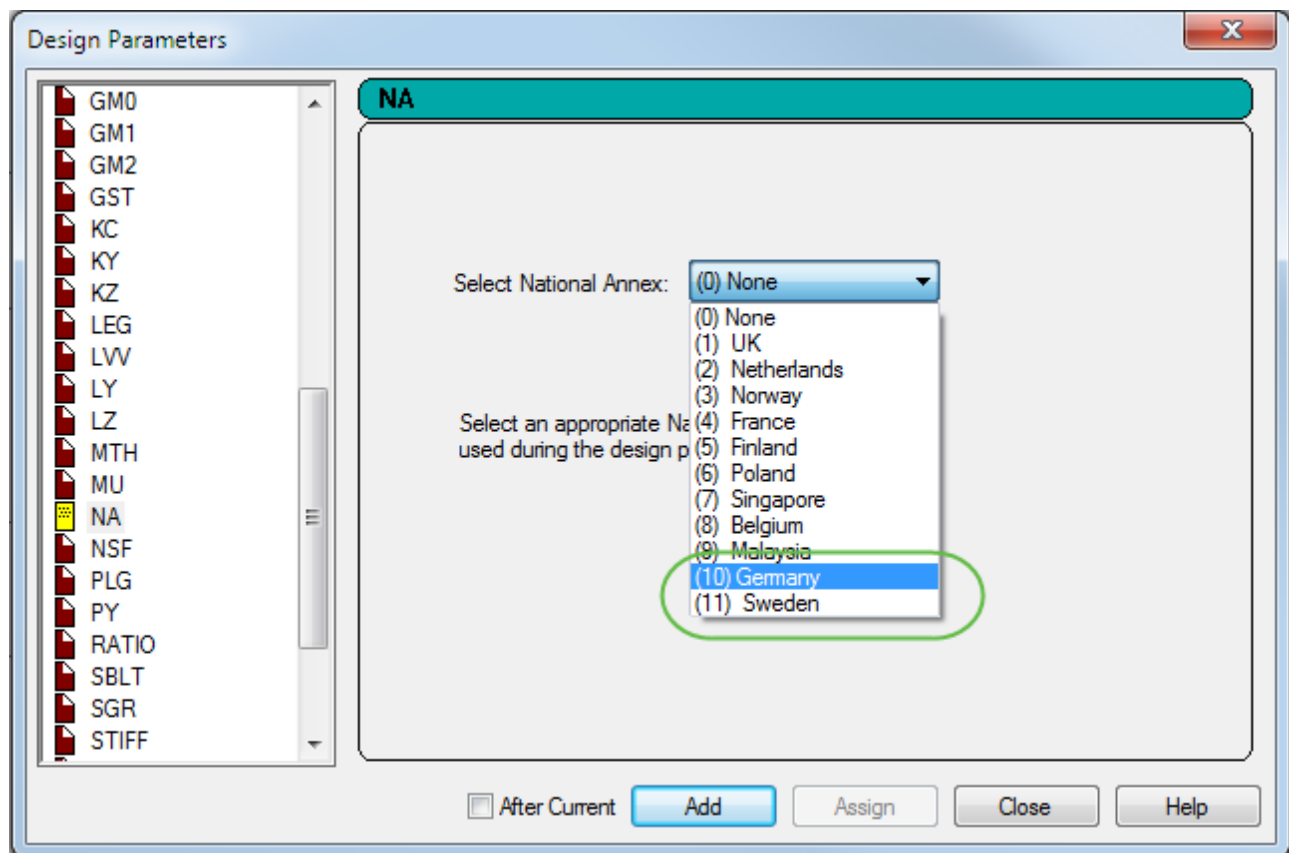 Design Parameters
GM0
GM1
GM2
GST
KC
KY
KZ
LEG
LVV
LY
LZ
MTH
MU
NA
NSF
PLG
PY
RATIO
SBLT
SGR
STIFF
NA
Select National Annex: (0) None
(0) None
(1) UK
(2) Netherlands
(3) Norway
(4) France
(5) Finland
(6) Poland
(7) Singapore
(8) Belgium
(9) Malaysia
(10) Germany
(11) Sweden
Select an appropriate Na
used during the design p
After Current Add Assign Close Help